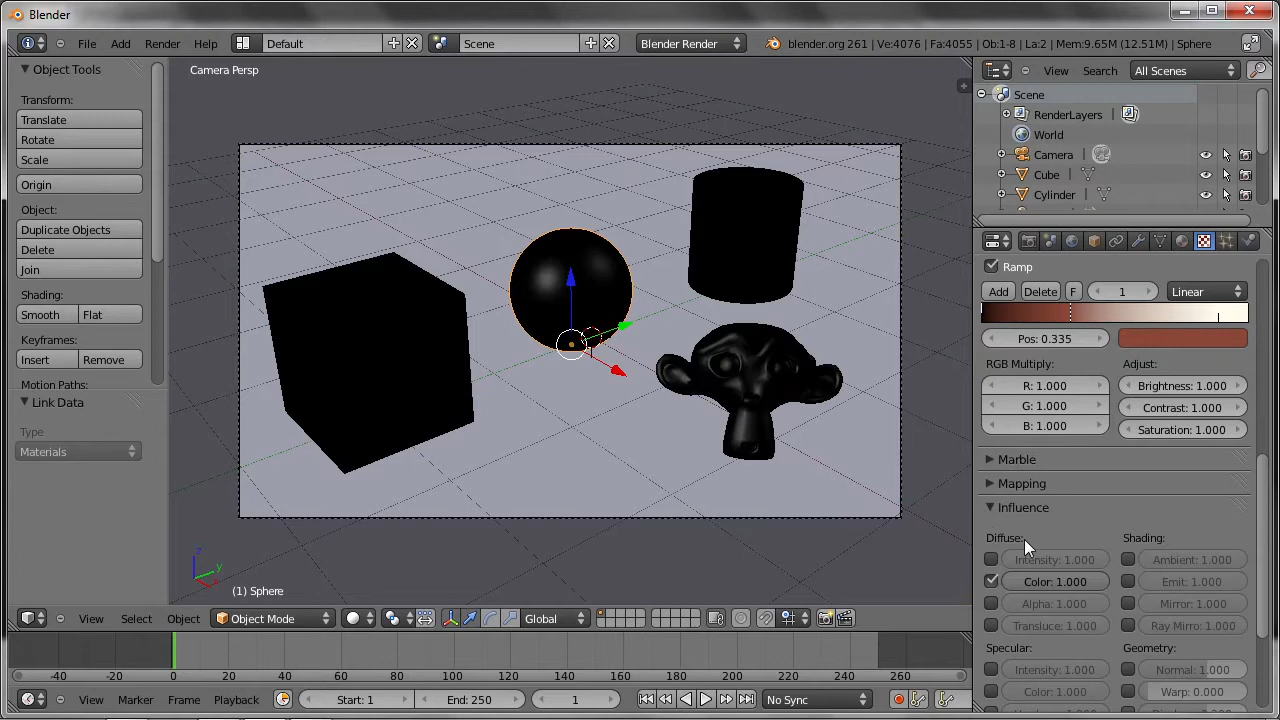 Blender
File Add Render Help Default Scene Blender Render blender.org 261 | Ve:4076 | Fa:4055 | Ob:1-8 | La:2 | Mem:9.65M (12.51M) | Sphere
Object Tools
Transform:
Translate
Rotate
Scale
Origin
Object:
Duplicate Objects
Delete
Join
Shading:
Smooth Flat
Keyframes:
Insert Remove
Motion Paths:
Link Data
Type
Materials
Camera Persp
z
y
(1) Sphere
View Select Object Object Mode Global
-40 -20 0 20 40 60 80 100 120 140 160 180 200 220 240 260
View Marker Frame Playback Start: 1 End: 250 1 No Sync
View Search All Scenes
Scene
RenderLayers |
World
Camera |
Cube |
Cylinder |
Ramp
Add Delete F 1 Linear
Pos: 0.335
RGB Multiply: Adjust:
R: 1.000 Brightness: 1.000
G: 1.000 Contrast: 1.000
B: 1.000 Saturation: 1.000
Marble
Mapping
Influence
Diffuse: Shading:
Intensity: 1.000 Ambient: 1.000
Color: 1.000 Emit: 1.000
Alpha: 1.000 Mirror: 1.000
Transluce: 1.000 Ray Mirro: 1.000
Specular: Geometry:
Intensity: 1.000 Normal: 1.000
Color: 1.000 Warp: 0.000